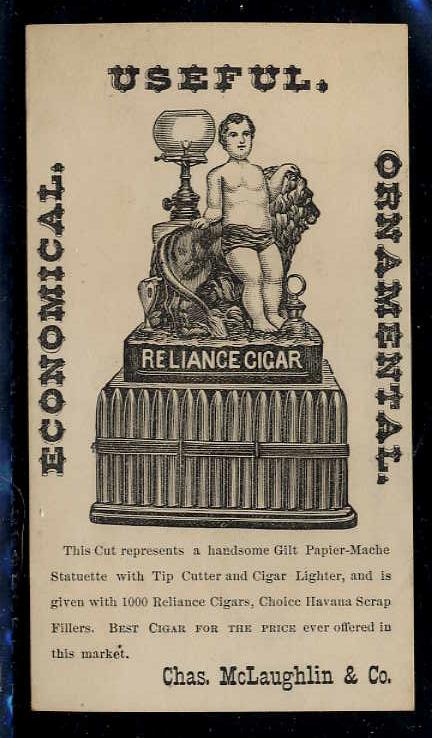 USEFUL.
ECONOMICAL.
ORNAMENTAL.
RELIANCE CIGAR
This Cut represents a handsome Gilt Papier-Mache
Statuette with Tip Cutter and Cigar Lighter, and is
given with 1000 Reliance Cigars, Choice Havana Scrap
Fillers. BEST CIGAR FOR THE PRICE ever offered in
this market.
Chas. McLaughlin & Co.